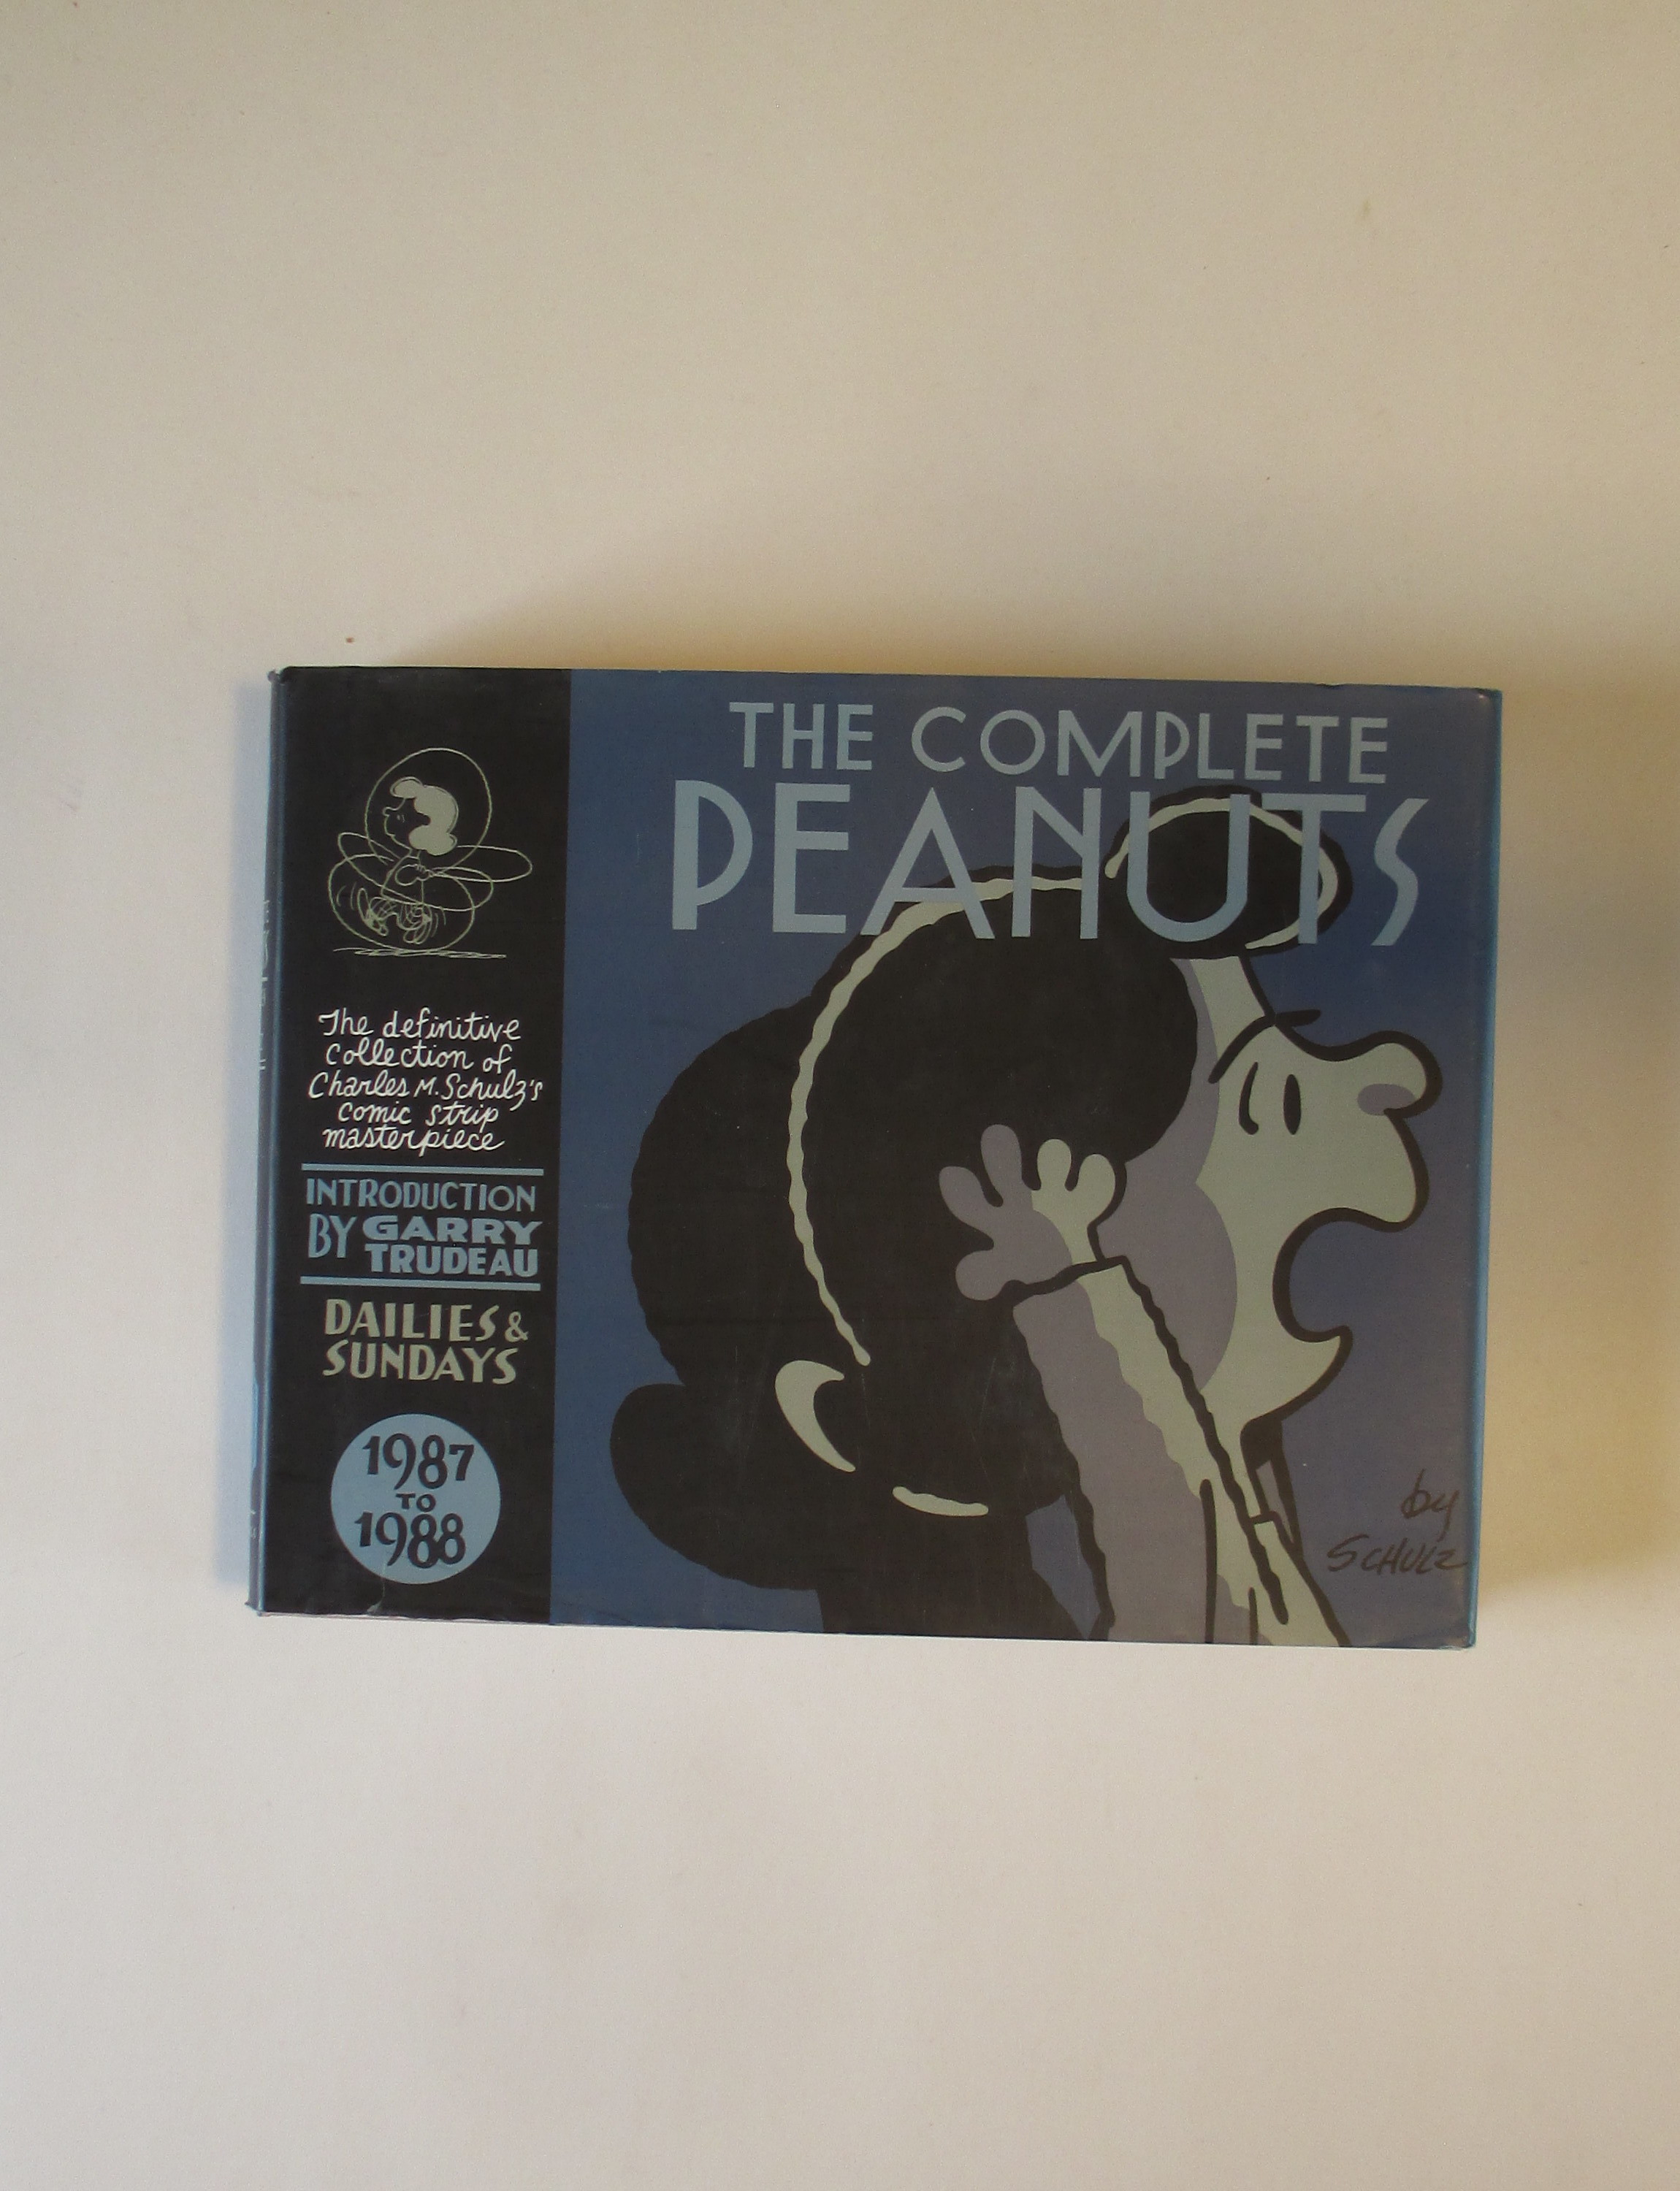 THE COMPLETE
PEANUTS
The definitive
collection of
Charles M. Schulz's
comic strip
masterpiece
INTRODUCTION
BY GARRY
TRUDEAU
DAILIES &
SUNDAYS
1987
TO
1988
by
SCHULZ